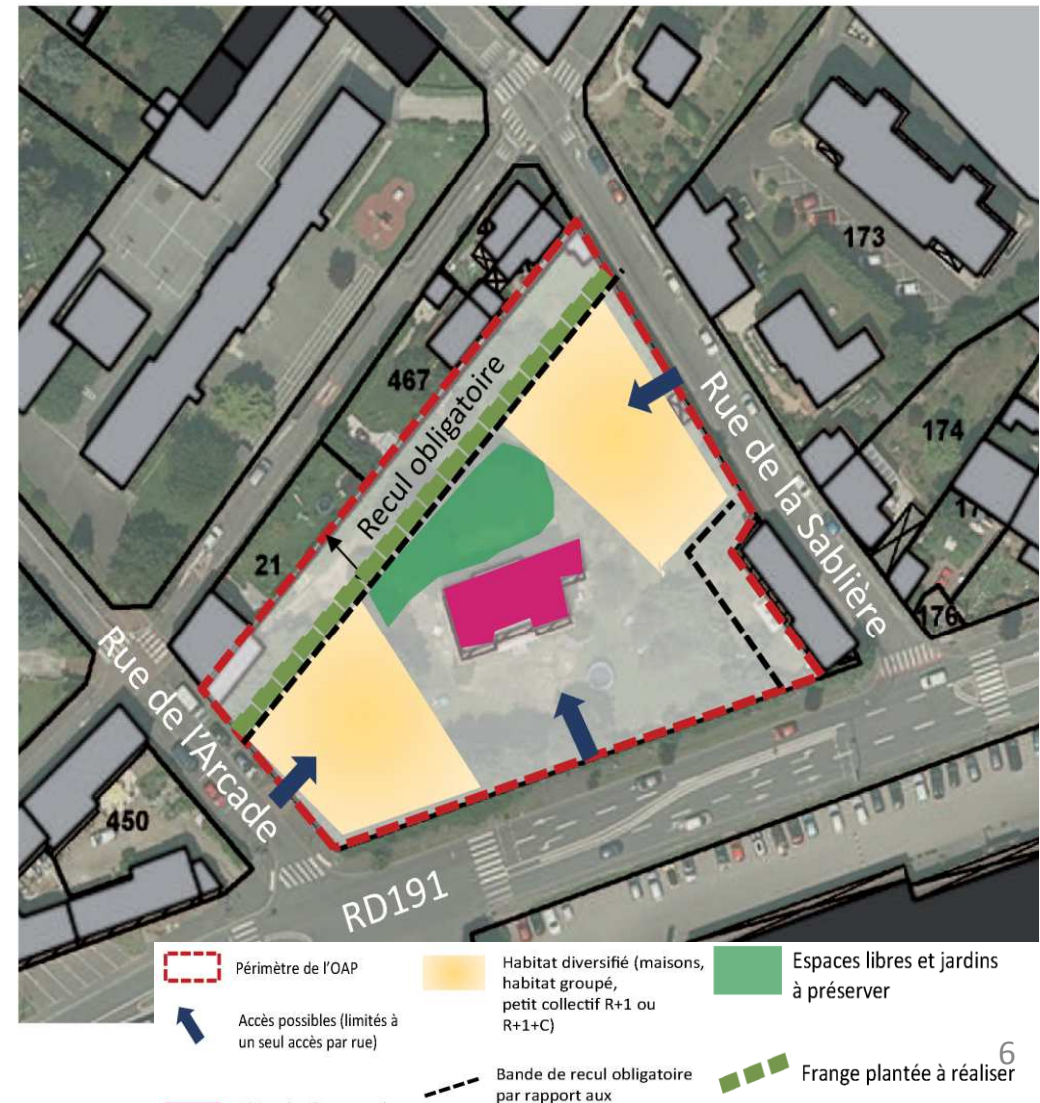 173
467
Recul obligatoire
Rue de la Sablière
174
17
21
176
Rue de l'Arcade
450
RD191
Périmètre de l'OAP
Accès possibles (limités à
un seul accès par rue)
Habitat diversifié (maisons,
habitat groupé,
petit collectif R+1 ou
R+1+C)
Bande de recul obligatoire
par rapport aux
Espaces libres et jardins
à préserver
Frange plantée à réaliser
6